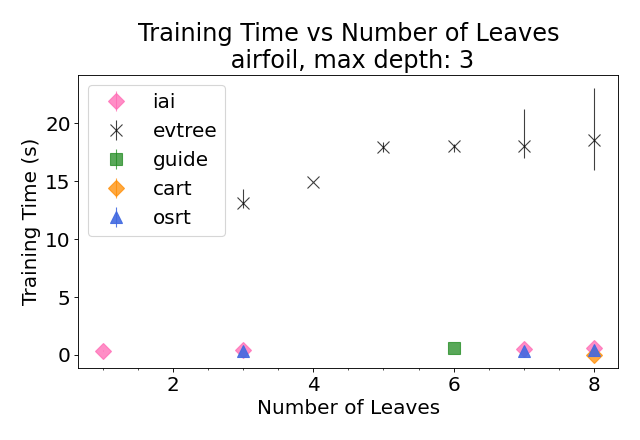 Training Time vs Number of Leaves
airfoil, max depth: 3
Training Time (s)
20
15
10
5
0
iai
evtree
guide
cart
osrt
2 4 6 8
Number of Leaves